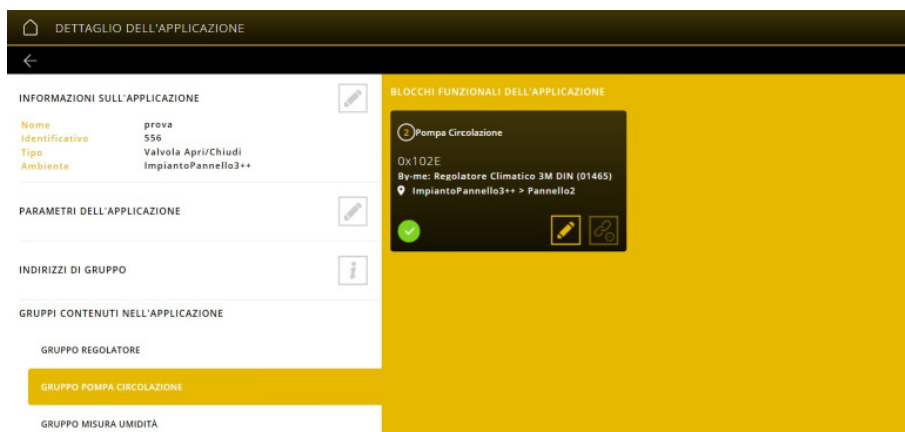 DETTAGLIO DELL'APPLICAZIONE
INFORMAZIONI SULL'APPLICAZIONE
Nome prova
Identificativo 556
Tipo Valvola Apri/Chiudi
Ambiente ImpiantoPannello3++
PARAMETRI DELL'APPLICAZIONE
INDIRIZZI DI GRUPPO
i
GRUPPI CONTENUTI NELL'APPLICAZIONE
GRUPPO REGOLATORE
GRUPPO POMPA CIRCOLAZIONE
GRUPPO MISURA UMIDITÀ
BLOCCHI FUNZIONALI DELL'APPLICAZIONE
2 Pompa Circolazione
0x102E
By-me: Regolatore Climatico 3M DIN (01465)
ImpiantoPannello3++ > Pannello2